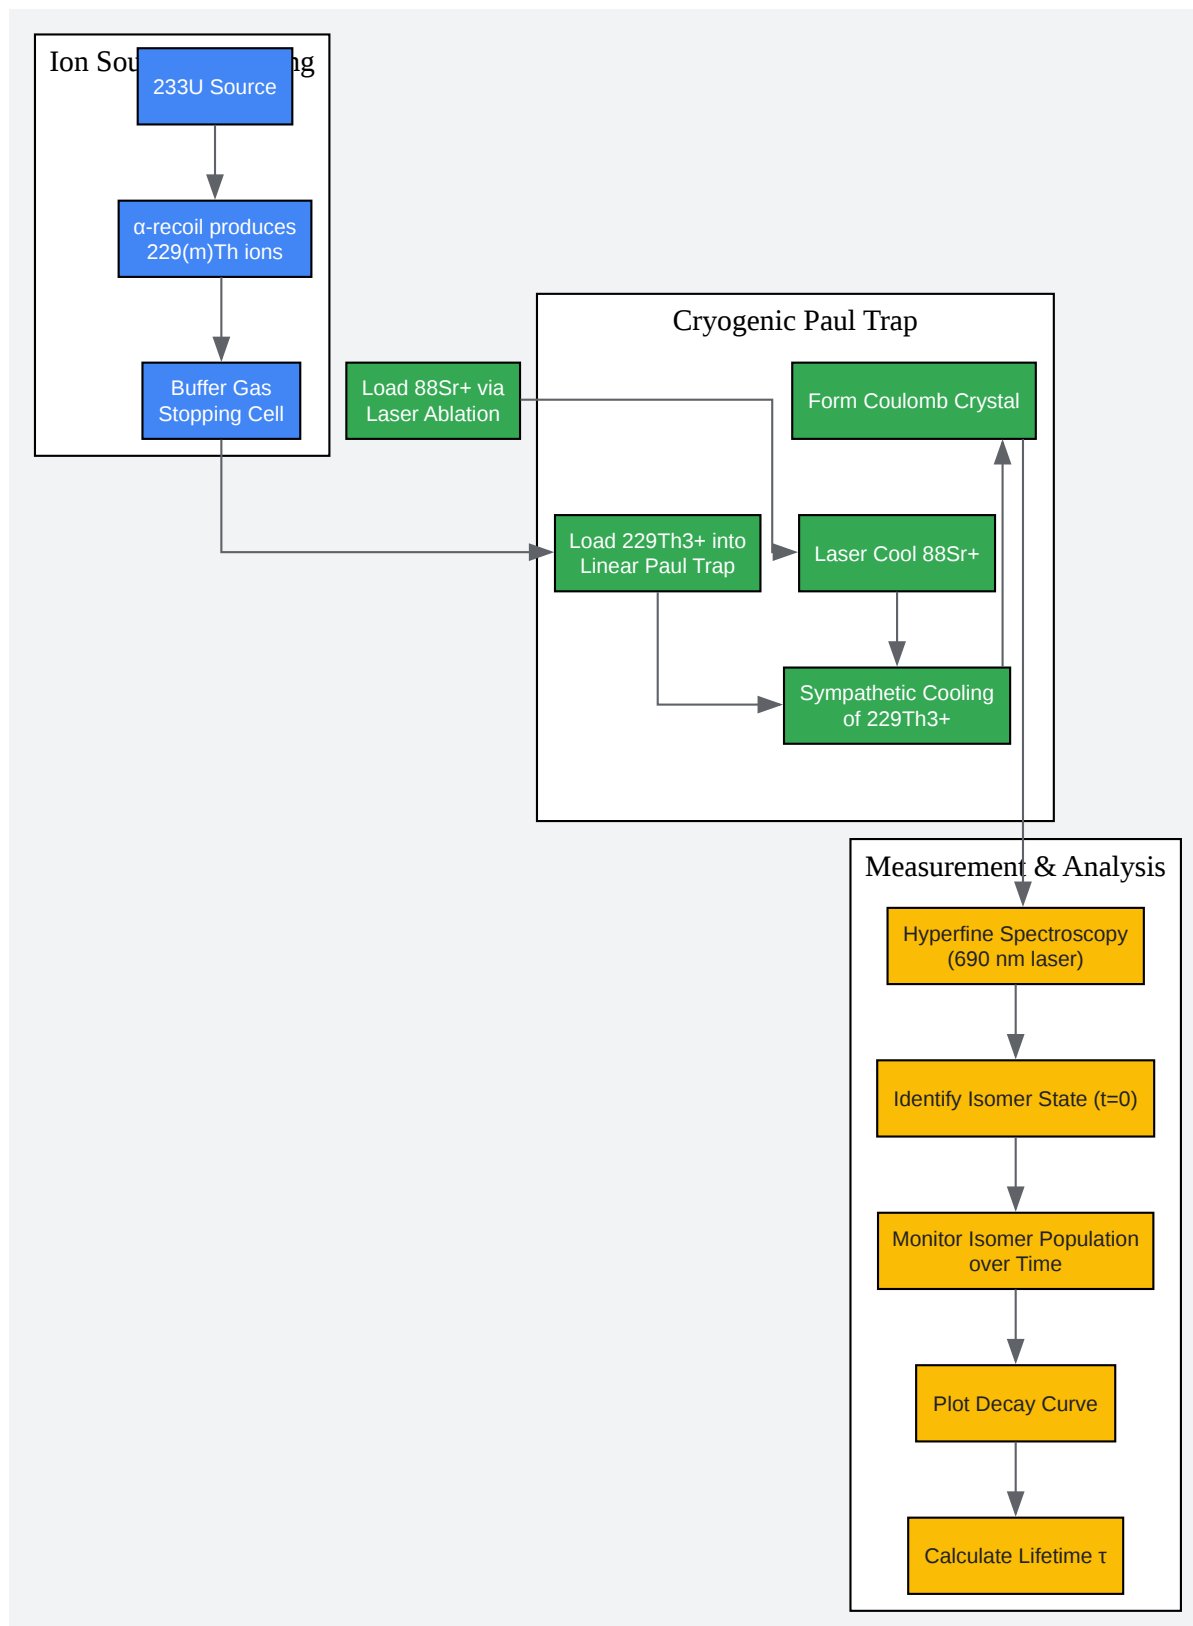 Ion Sou ng
233U Source
α-recoil produces
229(m)Th ions
Buffer Gas
Stopping Cell
Load 88Sr+ via
Laser Ablation
Cryogenic Paul Trap
Form Coulomb Crystal
Load 229Th3+ into
Linear Paul Trap
Laser Cool 88Sr+
Sympathetic Cooling
of 229Th3+
Measurement & Analysis
Hyperfine Spectroscopy
(690 nm laser)
Identify Isomer State (t=0)
Monitor Isomer Population
over Time
Plot Decay Curve
Calculate Lifetime τ